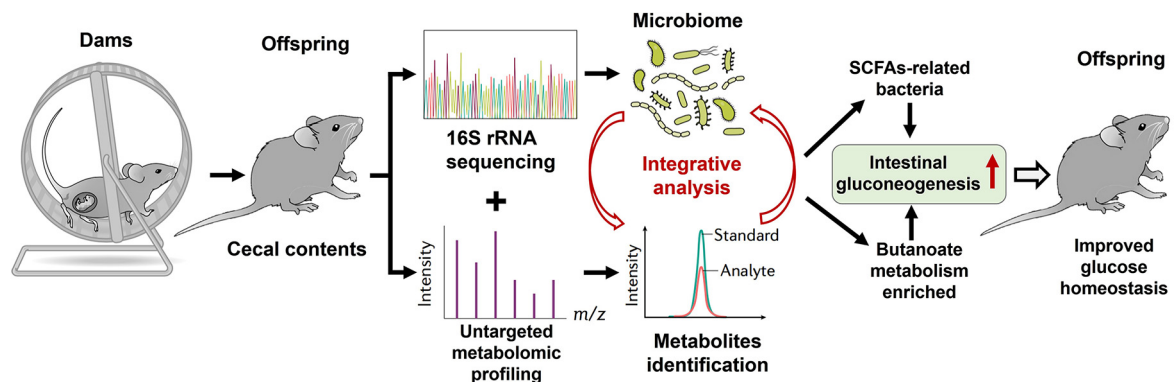 Dams
Offspring
Cecal contents
16S rRNA
sequencing
+
Intensity
m/z
Untargeted
metabolomic
profiling
Microbiome
Integrative
analysis
Intensity
Standard
Analyte
Metabolites
identification
SCFAs-related
bacteria
Intestinal
gluconeogenesis
Butanoate
metabolism
enriched
Offspring
Improved
glucose
homeostasis